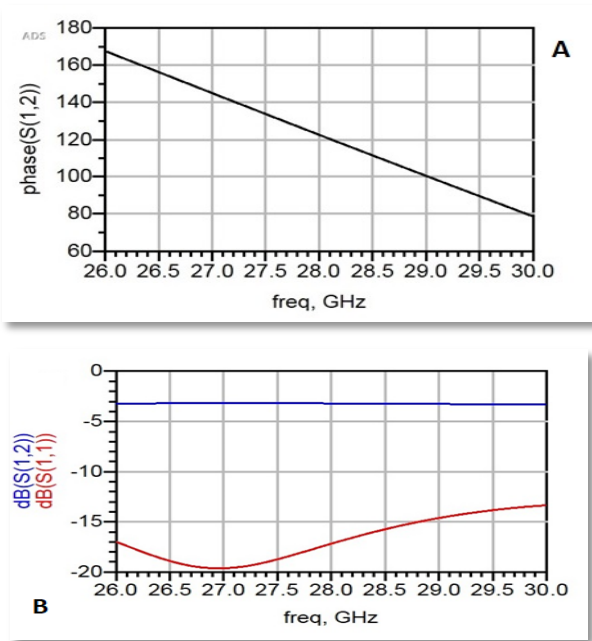 ADS
A
phase(S(1,2))
180
160
140
120
100
80
60
26.0 26.5 27.0 27.5 28.0 28.5 29.0 29.5 30.0
freq, GHz
dB(S(1,2))
dB(S(1,1))
0
-5
-10
-15
-20
26.0 26.5 27.0 27.5 28.0 28.5 29.0 29.5 30.0
freq, GHz
B